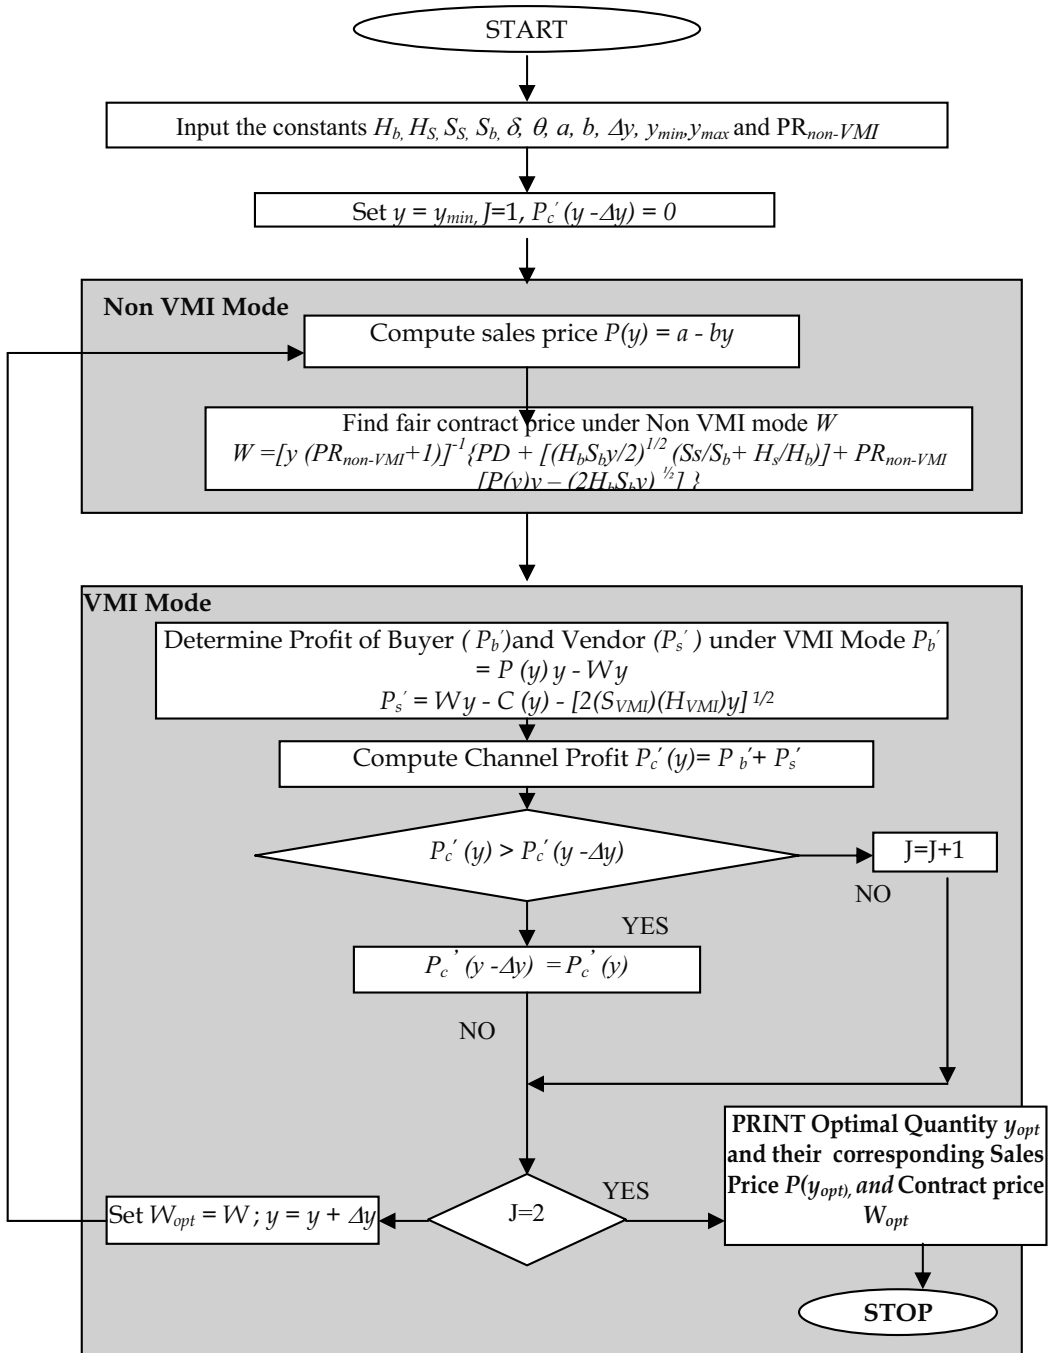 START
Input the constants H_b, H_S, S_S, S_b, δ, θ, a, b, Δy, y_min, y_max and PR_non-VMI
Set y = y_min, J=1, P_c′ (y -Δy) = 0
Non VMI Mode
Compute sales price P(y) = a - by
Find fair contract price under Non VMI mode W
W =[y (PR_non-VMI+1)]^-1{PD + [(H_bS_by/2)^1/2 (Ss/S_b+ H_s/H_b)]+ PR_non-VMI
[P(y)y – (2H_bS_by) ^½] }
VMI Mode
Determine Profit of Buyer ( P_b′)and Vendor (P_s′ ) under VMI Mode P_b′
= P (y) y - Wy
P_s′ = Wy - C (y) - [2(S_VMI)(H_VMI)y] ^1/2
Compute Channel Profit P_c′ (y)= P_b′+ P_s′
P_c′ (y) > P_c′ (y -Δy)
J=J+1
NO
YES
P_c’ (y -Δy) = P_c’ (y)
NO
PRINT Optimal Quantity y_opt
and their corresponding Sales
Price P(y_opt), and Contract price
W_opt
YES
J=2
Set W_opt = W ; y = y + Δy
STOP